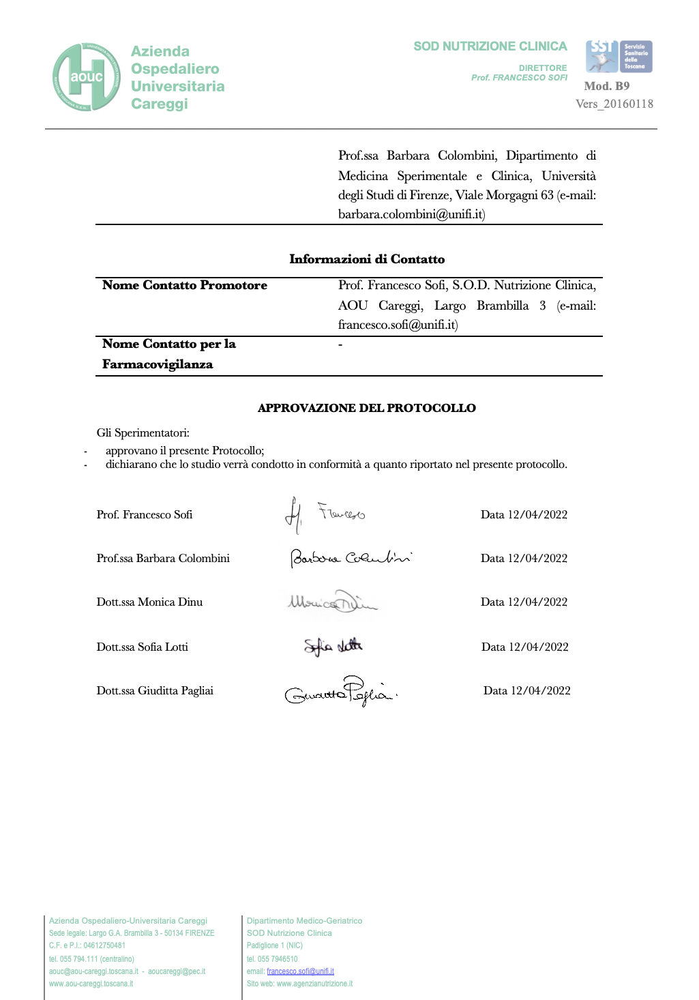 Azienda
Ospedaliero
Universitaria
Careggi
aouc
SOD NUTRIZIONE CLINICA
DIRETTORE
Prof. FRANCESCO SOFI
SST
Servizio
Sanitario
della
Toscana
Mod. B9
Vers_20160118
Prof.ssa Barbara Colombini, Dipartimento di
Medicina Sperimentale e Clinica, Università
degli Studi di Firenze, Viale Morgagni 63 (e-mail:
barbara.colombini@unifi.it)
Informazioni di Contatto
Nome Contatto Promotore
Prof. Francesco Sofi, S.O.D. Nutrizione Clinica,
AOU Careggi, Largo Brambilla 3 (e-mail:
francesco.sofi@unifi.it)
Nome Contatto per la
Farmacovigilanza
-
APPROVAZIONE DEL PROTOCOLLO
Gli Sperimentatori:
- approvano il presente Protocollo;
- dichiarano che lo studio verrà condotto in conformità a quanto riportato nel presente protocollo.
Prof. Francesco Sofi Francesco Data 12/04/2022
Prof.ssa Barbara Colombini Barbara Colombini Data 12/04/2022
Dott.ssa Monica Dinu Monica Dinu Data 12/04/2022
Dott.ssa Sofia Lotti Sofia Lotti Data 12/04/2022
Dott.ssa Giuditta Pagliai Giuditta Pagliai Data 12/04/2022
Azienda Ospedaliero-Universitaria Careggi
Sede legale: Largo G.A. Brambilla 3 - 50134 FIRENZE
C.F. e P.I.: 04612750481
tel. 055 794.111 (centralino)
aouc@aou-careggi.toscana.it - aoucareggi@pec.it
www.aou-careggi.toscana.it
Dipartimento Medico-Geriatrico
SOD Nutrizione Clinica
Padiglione 1 (NIC)
tel. 055 7946510
email: francesco.sofi@unifi.it
Sito web: www.agenzianutrizione.it